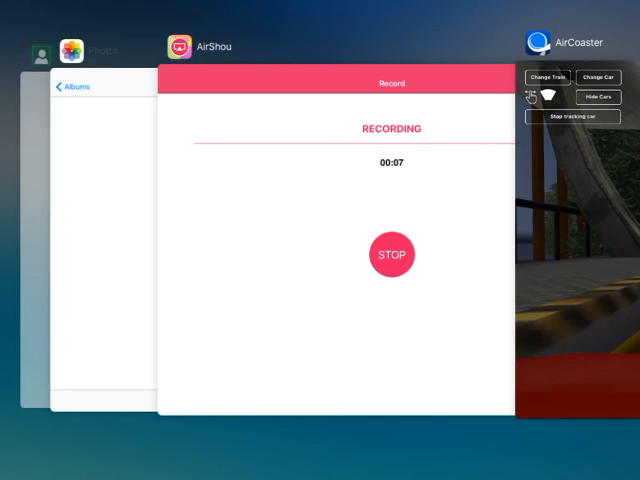 Photos
AirShou
AirCoaster
Albums
Record
RECORDING
00:07
STOP
Change Train
Change Car
Hide Cars
Stop tracking car